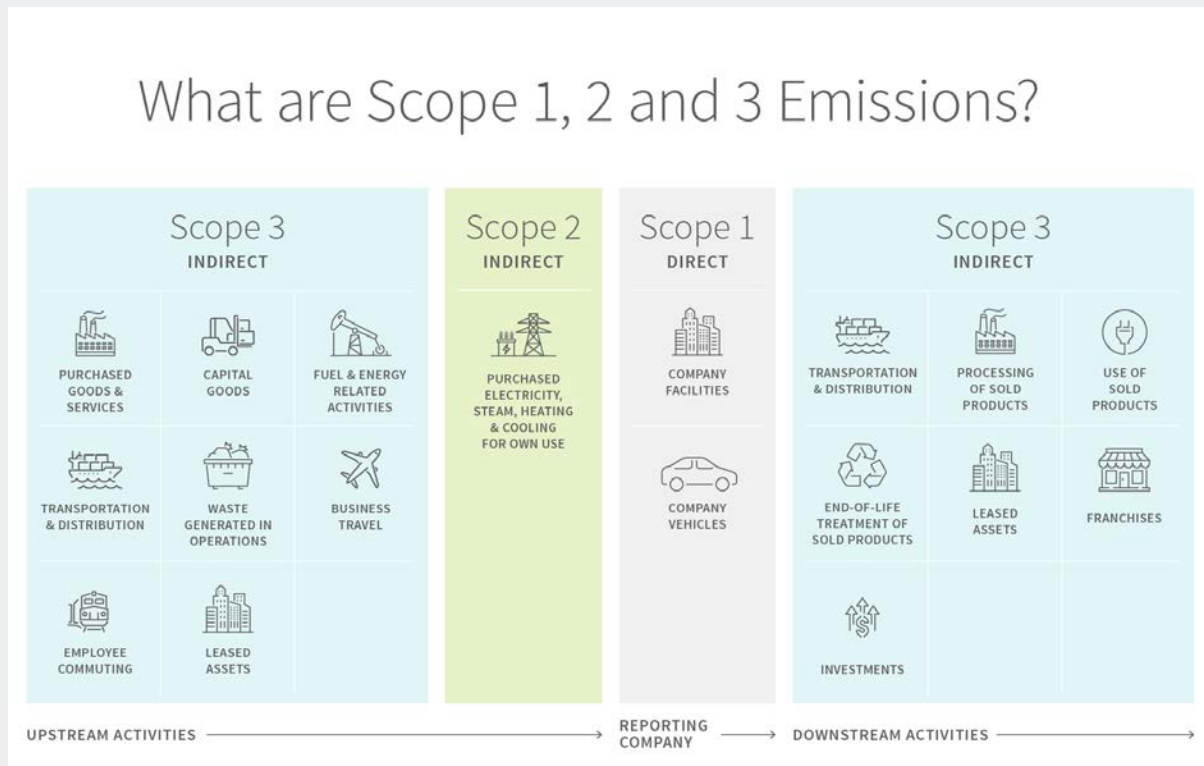 What are Scope 1, 2 and 3 Emissions?
Scope 3
INDIRECT
PURCHASED
GOODS &
SERVICES
CAPITAL
GOODS
FUEL & ENERGY
RELATED
ACTIVITIES
TRANSPORTATION
& DISTRIBUTION
WASTE
GENERATED IN
OPERATIONS
BUSINESS
TRAVEL
EMPLOYEE
COMMUTING
LEASED
ASSETS
Scope 2
INDIRECT
PURCHASED
ELECTRICITY,
STEAM, HEATING
& COOLING
FOR OWN USE
Scope 1
DIRECT
COMPANY
FACILITIES
COMPANY
VEHICLES
Scope 3
INDIRECT
TRANSPORTATION
& DISTRIBUTION
PROCESSING
OF SOLD
PRODUCTS
USE OF
SOLD
PRODUCTS
END-OF-LIFE
TREATMENT OF
SOLD PRODUCTS
LEASED
ASSETS
FRANCHISES
$
INVESTMENTS
UPSTREAM ACTIVITIES
REPORTING
COMPANY
DOWNSTREAM ACTIVITIES